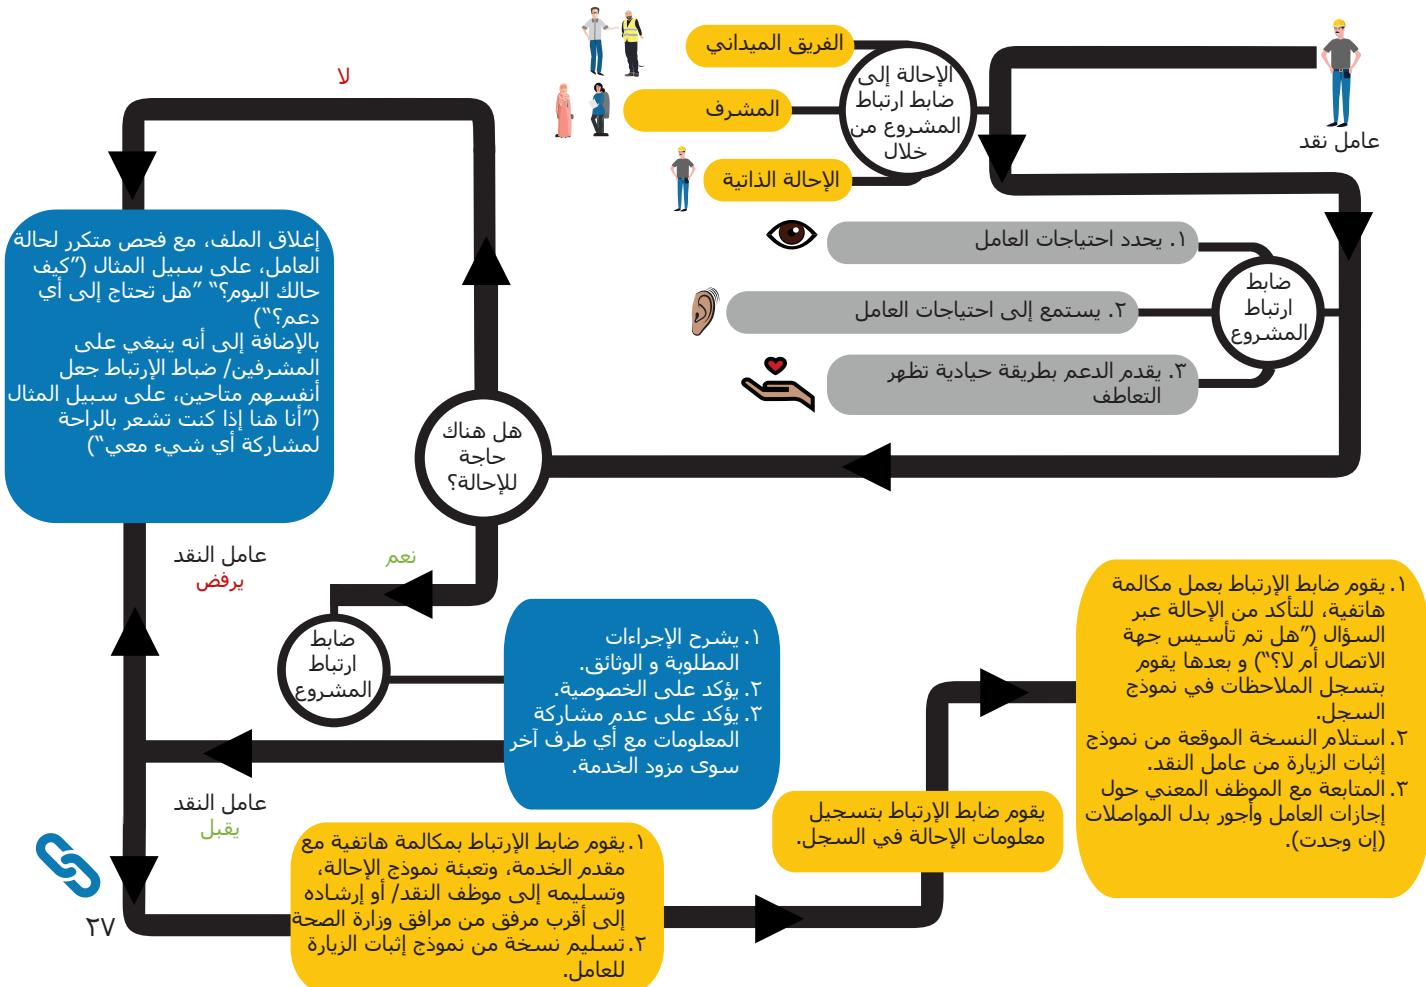 عامل نقد
الإحالة إلى
ضابط ارتباط
المشروع من
خلال
الفريق الميداني
المشرف
الإحالة الذاتية
ضابط
ارتباط
المشروع
١. يحدد احتياجات العامل
٢. يستمع إلى احتياجات العامل
٣. يقدم الدعم بطريقة حيادية تظهر
التعاطف
هل هناك
حاجة
للإحالة؟
لا
إغلاق الملف، مع فحص متكرر لحالة
العامل، على سبيل المثال (”كيف
حالك اليوم؟“ ”هل تحتاج إلى أي
دعم؟“)
بالإضافة إلى أنه ينبغي على
المشرفين/ ضباط الإرتباط جعل
أنفسهم متاحين، على سبيل المثال
(”أنا هنا إذا كنت تشعر بالراحة
لمشاركة أي شيء معي“)
نعم
ضابط
ارتباط
المشروع
١. يشرح الإجراءات
المطلوبة و الوثائق.
٢. يؤكد على الخصوصية.
٣. يؤكد على عدم مشاركة
المعلومات مع أي طرف آخر
سوى مزود الخدمة.
عامل النقد
يرفض
عامل النقد
يقبل
١. يقوم ضابط الإرتباط بمكالمة هاتفية مع
مقدم الخدمة، وتعبئة نموذج الإحالة،
وتسليمه إلى موظف النقد/ أو إرشاده
إلى أقرب مرفق من مرافق وزارة الصحة
٢. تسليم نسخة من نموذج إثبات الزيارة
للعامل.
يقوم ضابط الإرتباط بتسجيل
معلومات الإحالة في السجل.
١. يقوم ضابط الإرتباط بعمل مكالمة
هاتفية، للتأكد من الإحالة عبر
السؤال (”هل تم تأسيس جهة
الاتصال أم لا؟“) و بعدها يقوم
بتسجل الملاحظات في نموذج
السجل.
٢. استلام النسخة الموقعة من نموذج
إثبات الزيارة من عامل النقد.
٣. المتابعة مع الموظف المعني حول
إجازات العامل وأجور بدل المواصلات
(إن وجدت).
٢٧